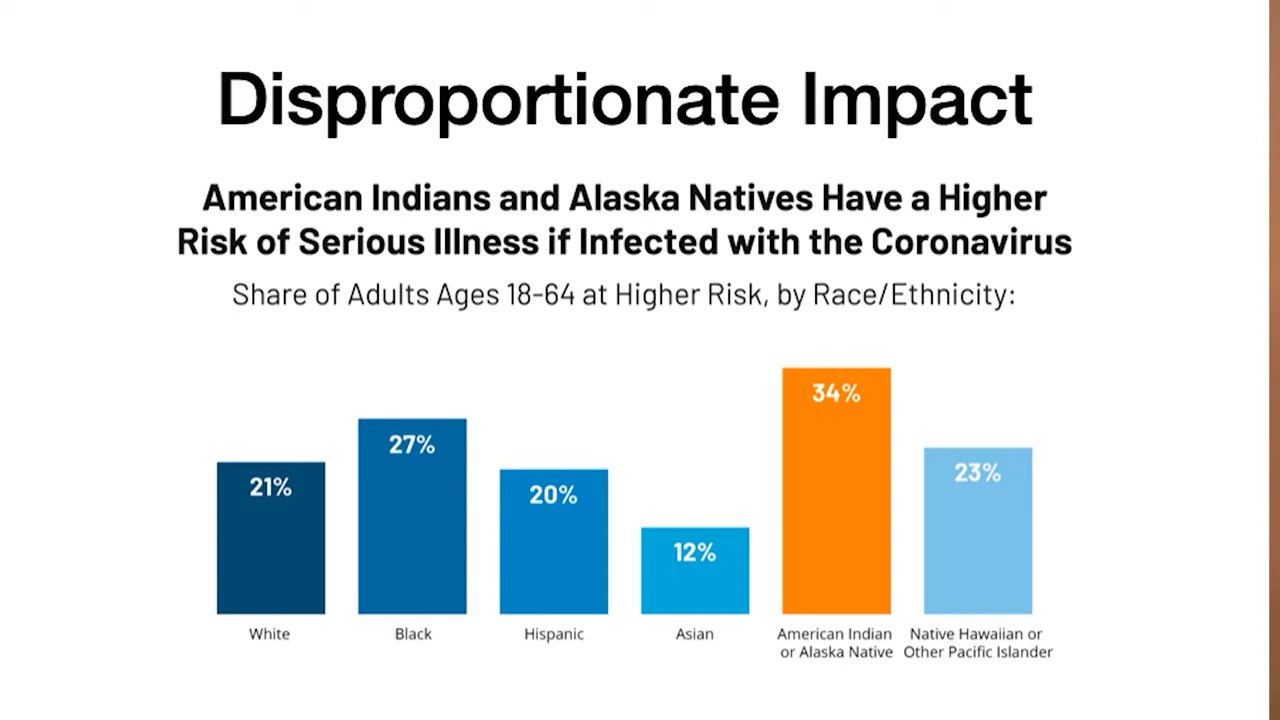 Disproportionate Impact
American Indians and Alaska Natives Have a Higher
Risk of Serious Illness if Infected with the Coronavirus
Share of Adults Ages 18-64 at Higher Risk, by Race/Ethnicity:
21%
27%
20%
12%
34%
23%
White
Black
Hispanic
Asian
American Indian
or Alaska Native
Native Hawaiian or
Other Pacific Islander